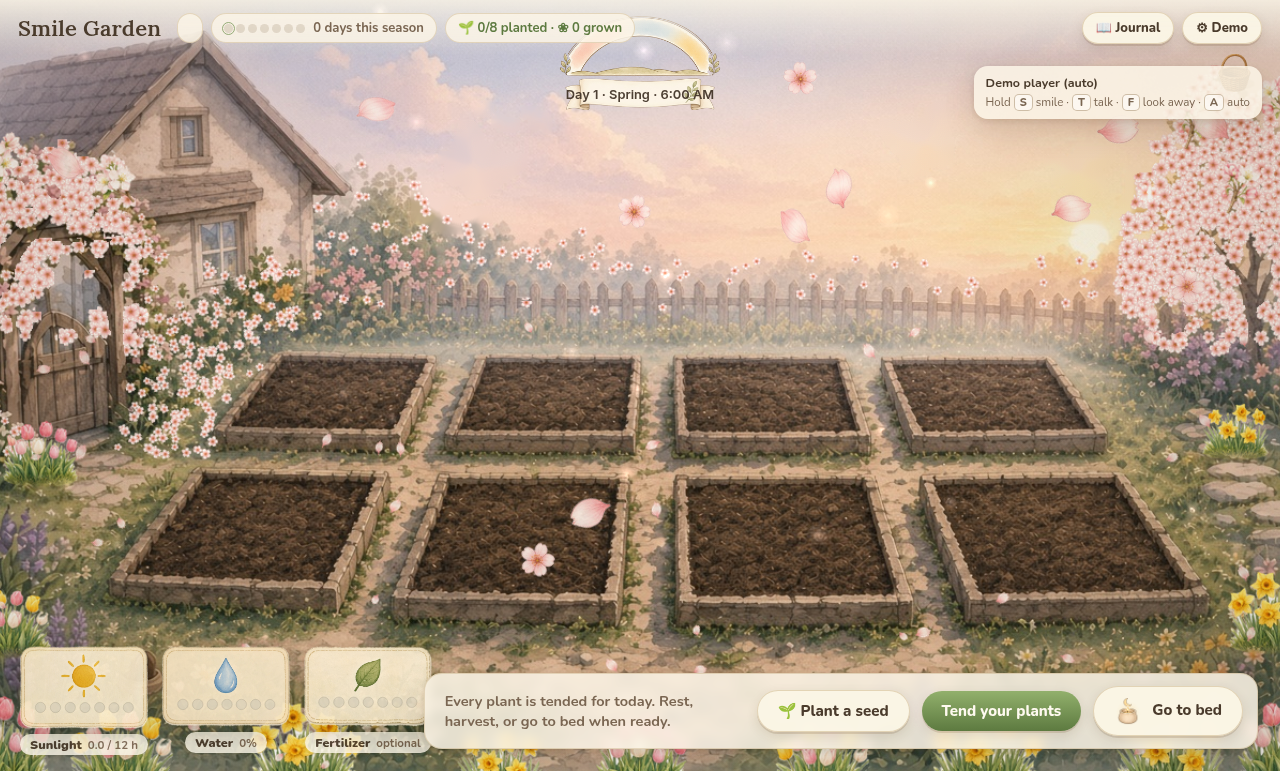 Smile Garden
0 days this season
🌱 0/8 planted · ❀ 0 grown
📖 Journal
⚙ Demo
Day 1 · Spring · 6:00 AM
Demo player (auto)
Hold S smile · T talk · F look away · A auto
Every plant is tended for today. Rest,
harvest, or go to bed when ready.
🌱 Plant a seed
Tend your plants
Go to bed
Sunlight 0.0 / 12 h
Water 0%
Fertilizer optional